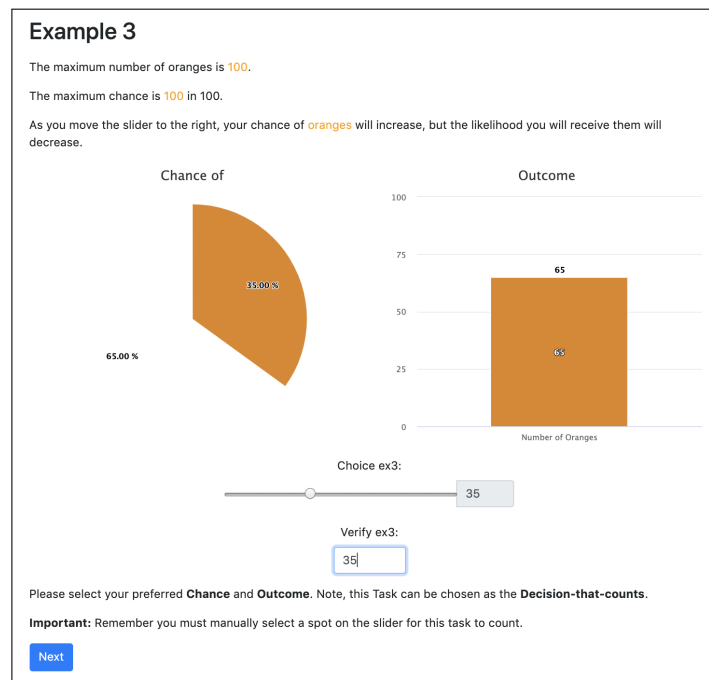 Example 3
The maximum number of oranges is 100.
The maximum chance is 100 in 100.
As you move the slider to the right, your chance of oranges will increase, but the likelihood you will receive them will
decrease.
Chance of
35.00 %
65.00 %
Outcome
100
75
50
25
0
65
65
Number of Oranges
Choice ex3:
35
Verify ex3:
35
Please select your preferred Chance and Outcome. Note, this Task can be chosen as the Decision-that-counts.
Important: Remember you must manually select a spot on the slider for this task to count.
Next